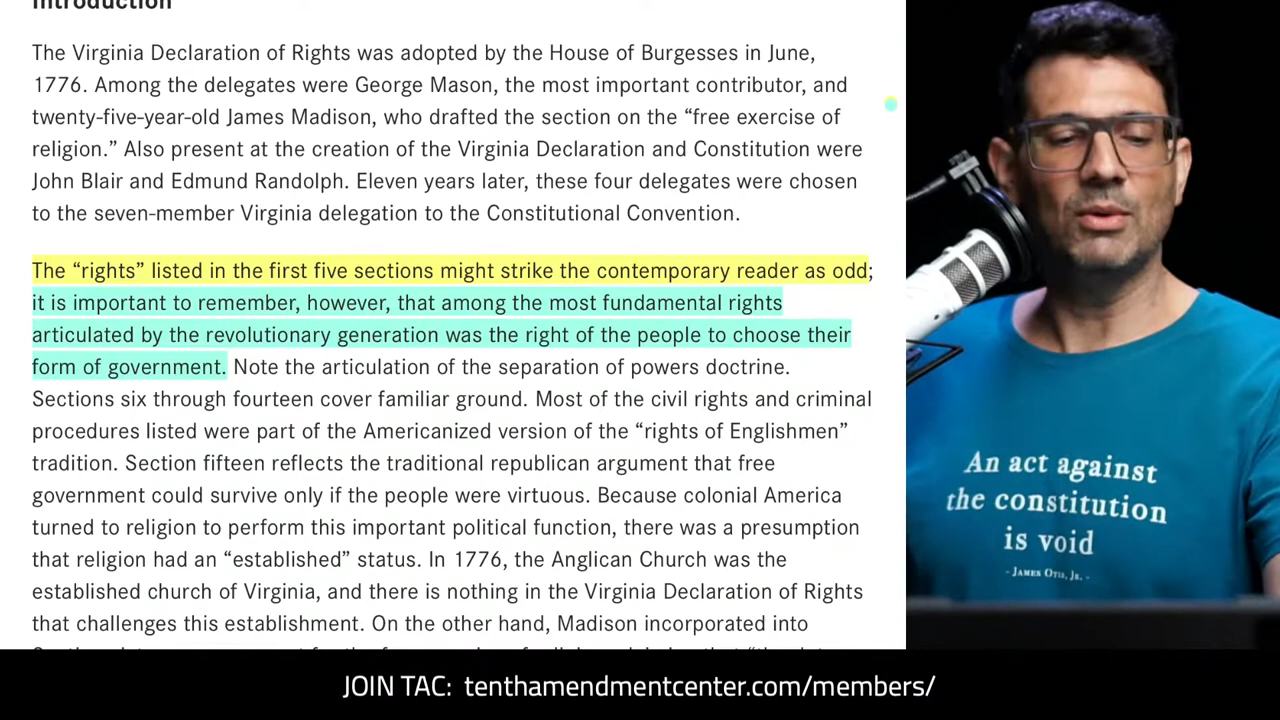 Introduction
The Virginia Declaration of Rights was adopted by the House of Burgesses in June,
1776. Among the delegates were George Mason, the most important contributor, and
twenty-five-year-old James Madison, who drafted the section on the “free exercise of
religion.” Also present at the creation of the Virginia Declaration and Constitution were
John Blair and Edmund Randolph. Eleven years later, these four delegates were chosen
to the seven-member Virginia delegation to the Constitutional Convention.
The “rights” listed in the first five sections might strike the contemporary reader as odd;
it is important to remember, however, that among the most fundamental rights
articulated by the revolutionary generation was the right of the people to choose their
form of government. Note the articulation of the separation of powers doctrine.
Sections six through fourteen cover familiar ground. Most of the civil rights and criminal
procedures listed were part of the Americanized version of the “rights of Englishmen”
tradition. Section fifteen reflects the traditional republican argument that free
government could survive only if the people were virtuous. Because colonial America
turned to religion to perform this important political function, there was a presumption
that religion had an “established” status. In 1776, the Anglican Church was the
established church of Virginia, and there is nothing in the Virginia Declaration of Rights
that challenges this establishment. On the other hand, Madison incorporated into
An act against
the constitution
is void
- James Otis, Jr. -
JOIN TAC: tenthamendmentcenter.com/members/